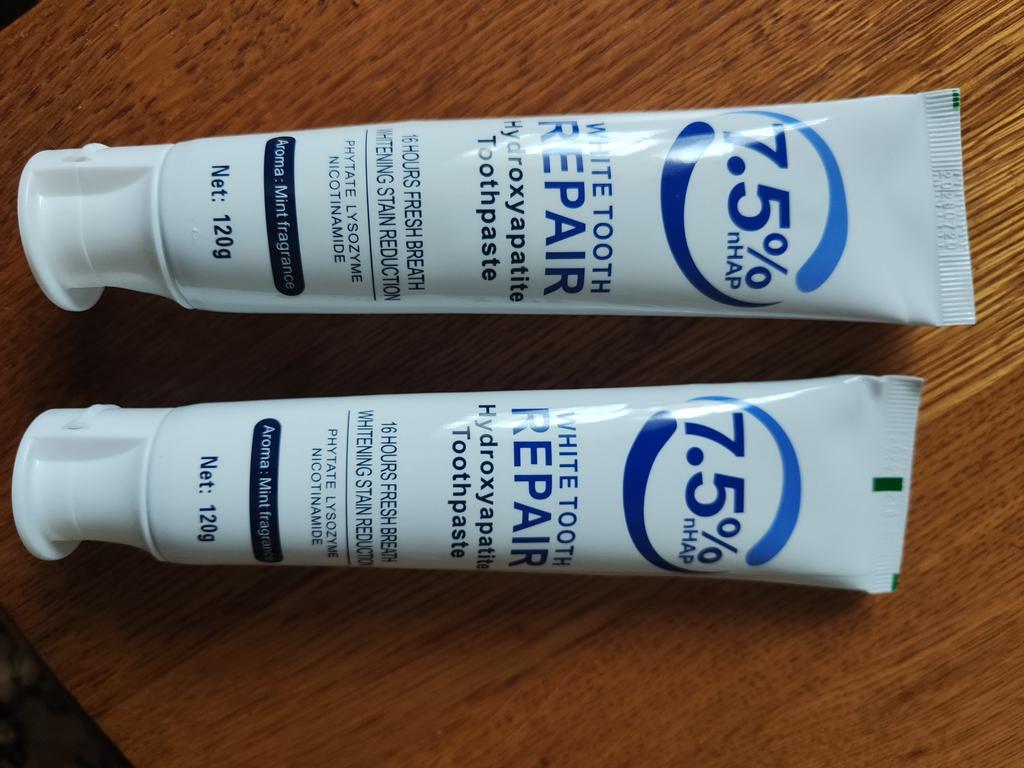 7.5%
nHAP
WHITE TOOTH
REPAIR
Hydroxyapatite
Toothpaste
16 HOURS FRESH BREATH
WHITENING STAIN REDUCTION
PHYTATE LYSOZYME
NICOTINAMIDE
Aroma: Mint fragrance
Net: 120g
7.5%
nHAP
WHITE TOOTH
REPAIR
Hydroxyapatite
Toothpaste
16 HOURS FRESH BREATH
WHITENING STAIN REDUCTION
PHYTATE LYSOZYME
NICOTINAMIDE
Aroma: Mint fragrance
Net: 120g